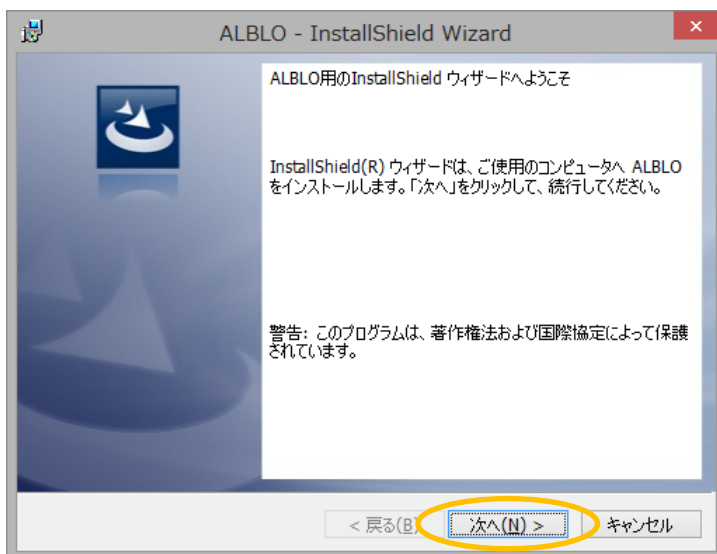 ALBLO - InstallShield Wizard
ALBLO用のInstallShield ウィザードへようこそ
InstallShield(R) ウィザードは、ご使用のコンピュータへ ALBLO
をインストールします。「次へ」をクリックして、続行してください。
警告: このプログラムは、著作権法および国際協定によって保護
されています。
< 戻る(B)
次へ(N) >
キャンセル